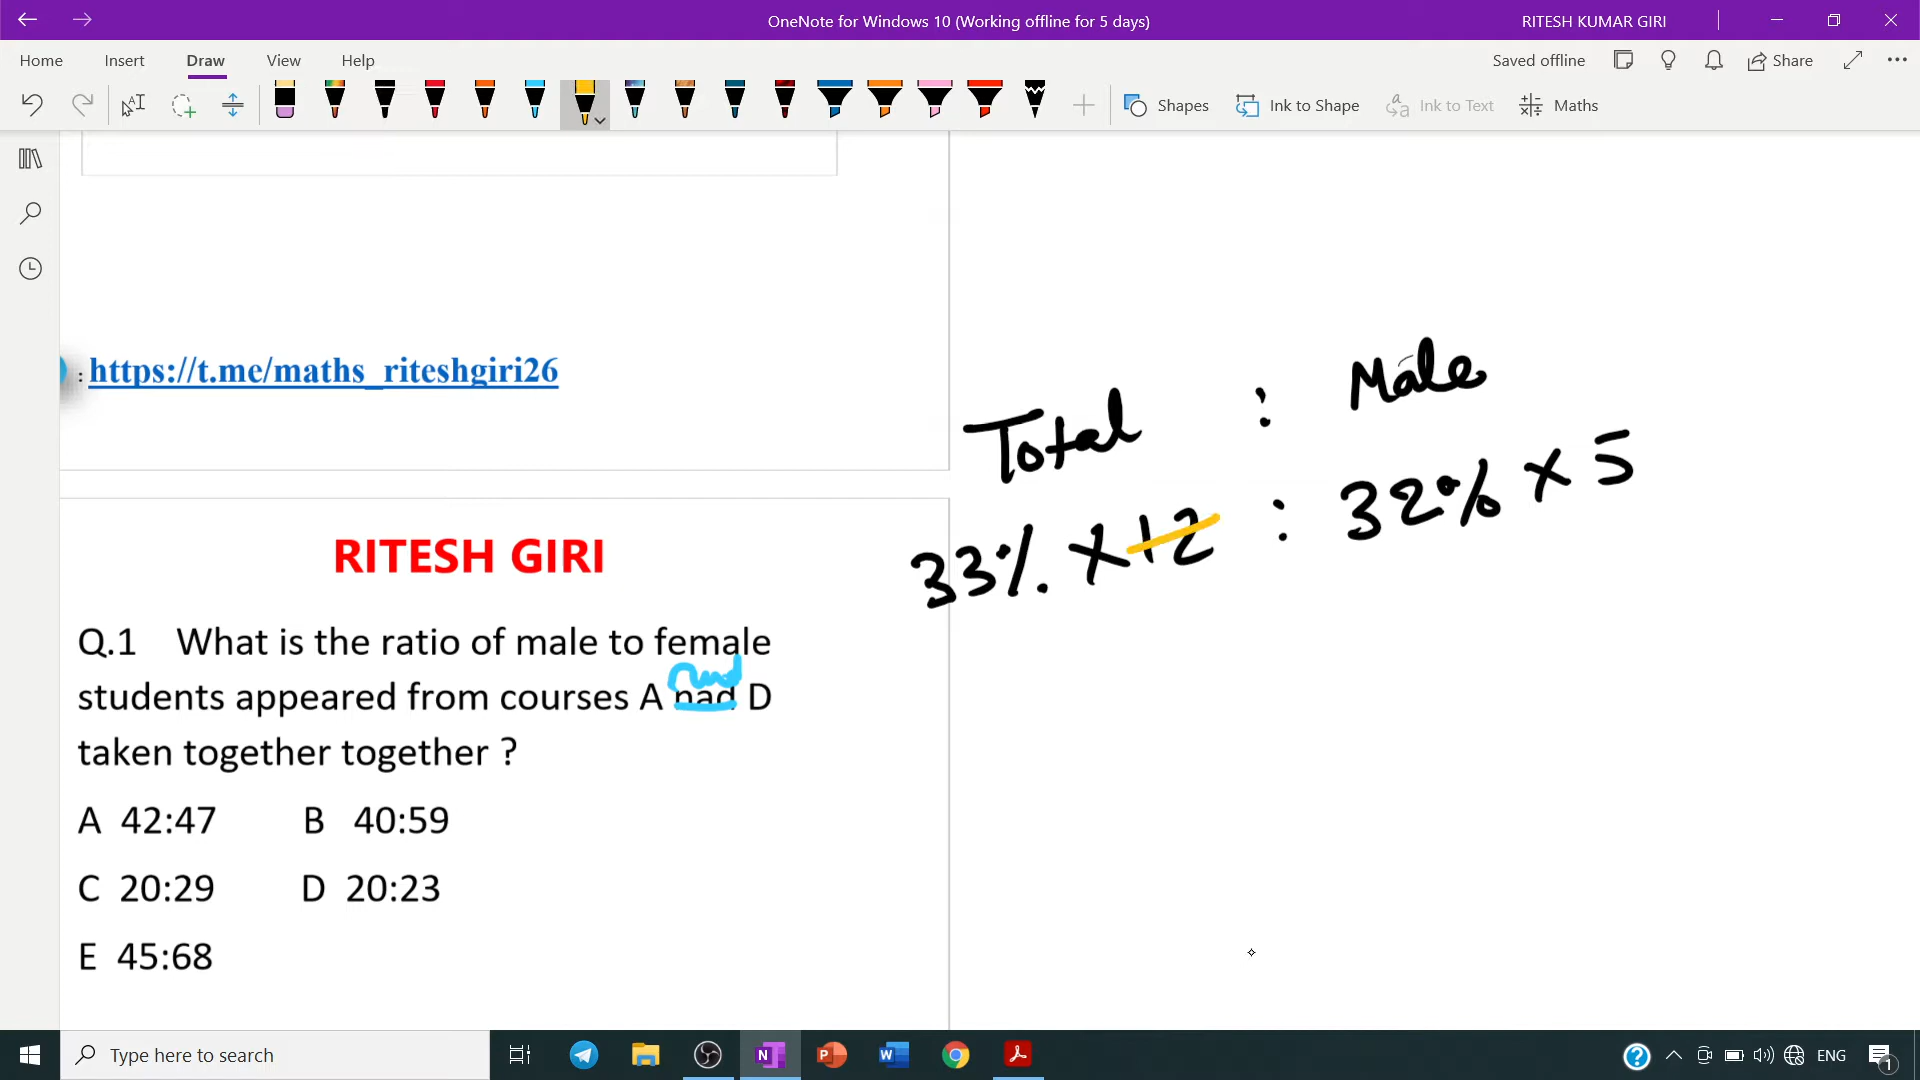 OneNote for Windows 10 (Working offline for 5 days)
RITESH KUMAR GIRI
Home Insert Draw View Help
Saved offline Share
Shapes Ink to Shape Ink to Text Maths
: https://t.me/maths_riteshgiri26
Total : Male
33% × 12 : 32% × 5
RITESH GIRI
Q.1 What is the ratio of male to female
and
students appeared from courses A nad D
taken together together ?
A 42:47 B 40:59
C 20:29 D 20:23
E 45:68
Type here to search
ENG
1